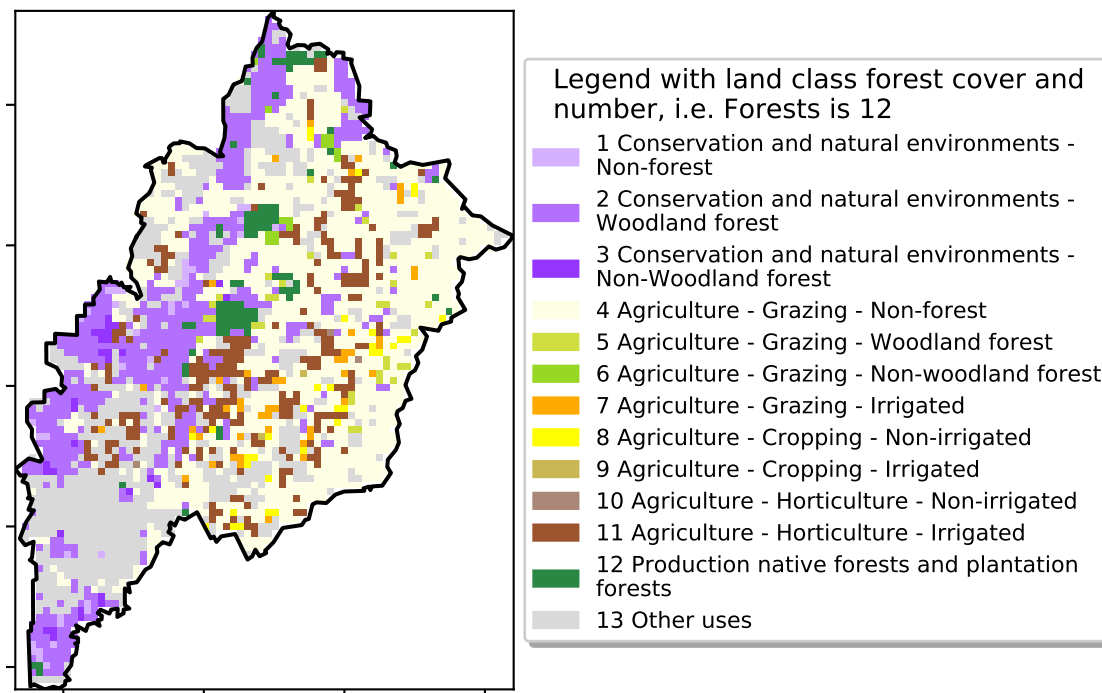 Legend with land class forest cover and
number, i.e. Forests is 12
1 Conservation and natural environments -
Non-forest
2 Conservation and natural environments -
Woodland forest
3 Conservation and natural environments -
Non-Woodland forest
4 Agriculture - Grazing - Non-forest
5 Agriculture - Grazing - Woodland forest
6 Agriculture - Grazing - Non-woodland forest
7 Agriculture - Grazing - Irrigated
8 Agriculture - Cropping - Non-irrigated
9 Agriculture - Cropping - Irrigated
10 Agriculture - Horticulture - Non-irrigated
11 Agriculture - Horticulture - Irrigated
12 Production native forests and plantation
forests
13 Other uses